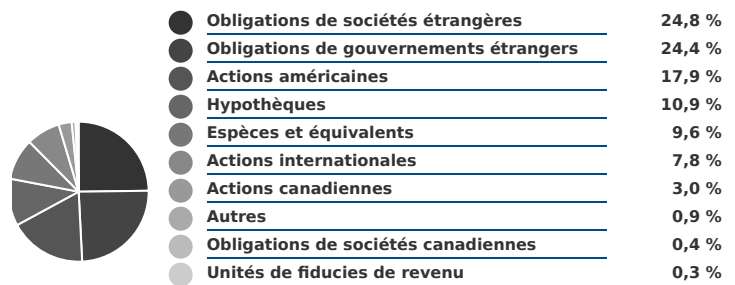 Obligations de sociétés étrangères 24,8 %
Obligations de gouvernements étrangers 24,4 %
Actions américaines 17,9 %
Hypothèques 10,9 %
Espèces et équivalents 9,6 %
Actions internationales 7,8 %
Actions canadiennes 3,0 %
Autres 0,9 %
Obligations de sociétés canadiennes 0,4 %
Unités de fiducies de revenu 0,3 %